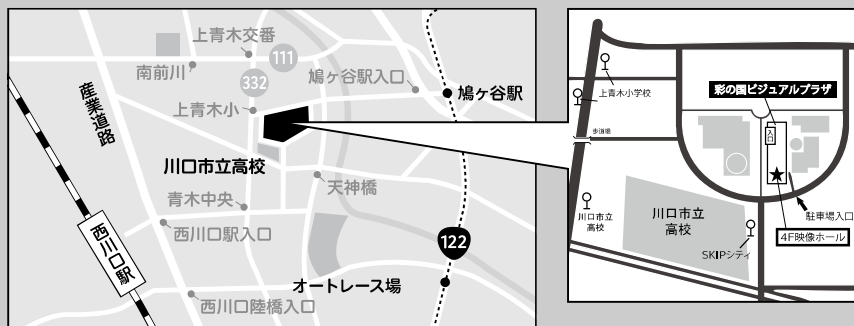 上青木交番
111
南前川
332
鳩ヶ谷駅入口
鳩ヶ谷駅
産業道路
上青木小
川口市立高校
天神橋
青木中央
西川口駅入口
西川口駅
122
オートレース場
西川口陸橋入口
上青木小学校
彩の国ビジュアルプラザ
入口
歩道橋
川口市立
高校
川口市立
高校
駐車場入口
4F映像ホール
SKIPシティ